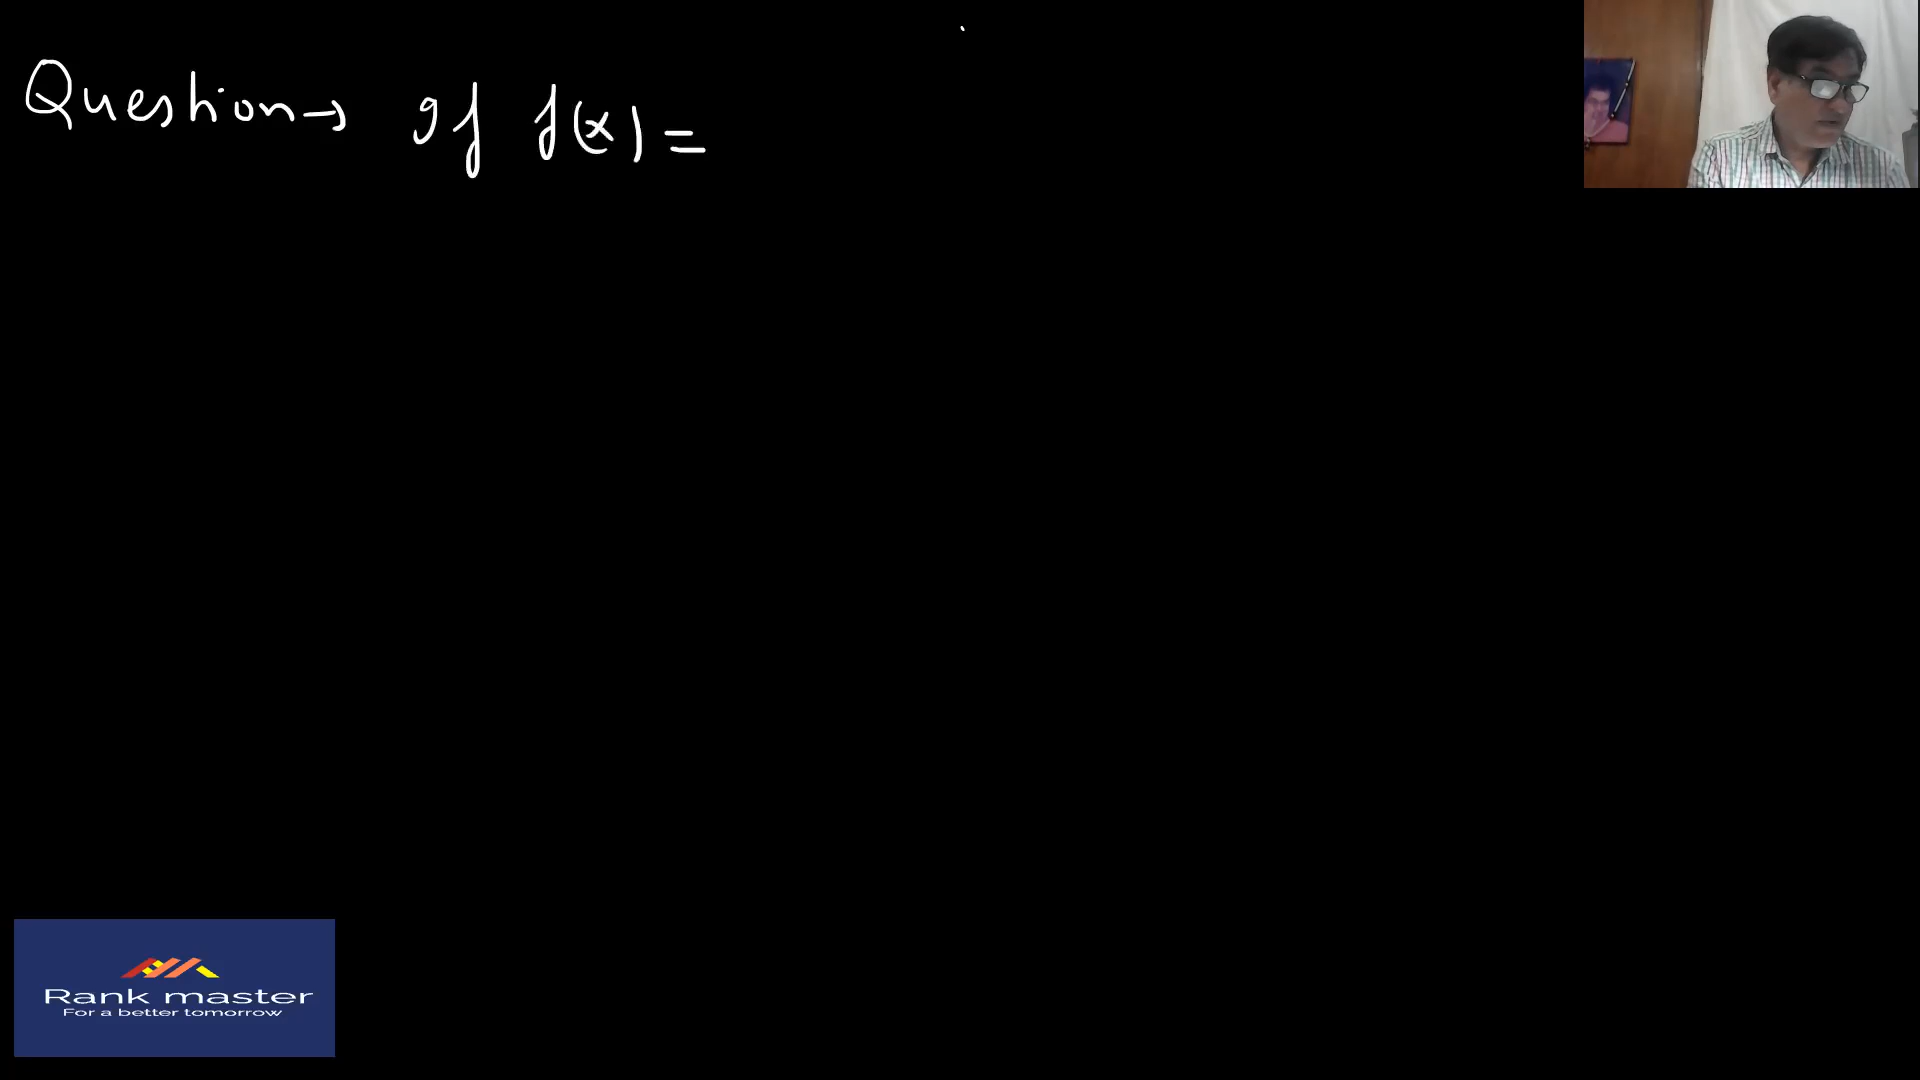 Question→ If f(x) =
Rank master
For a better tomorrow